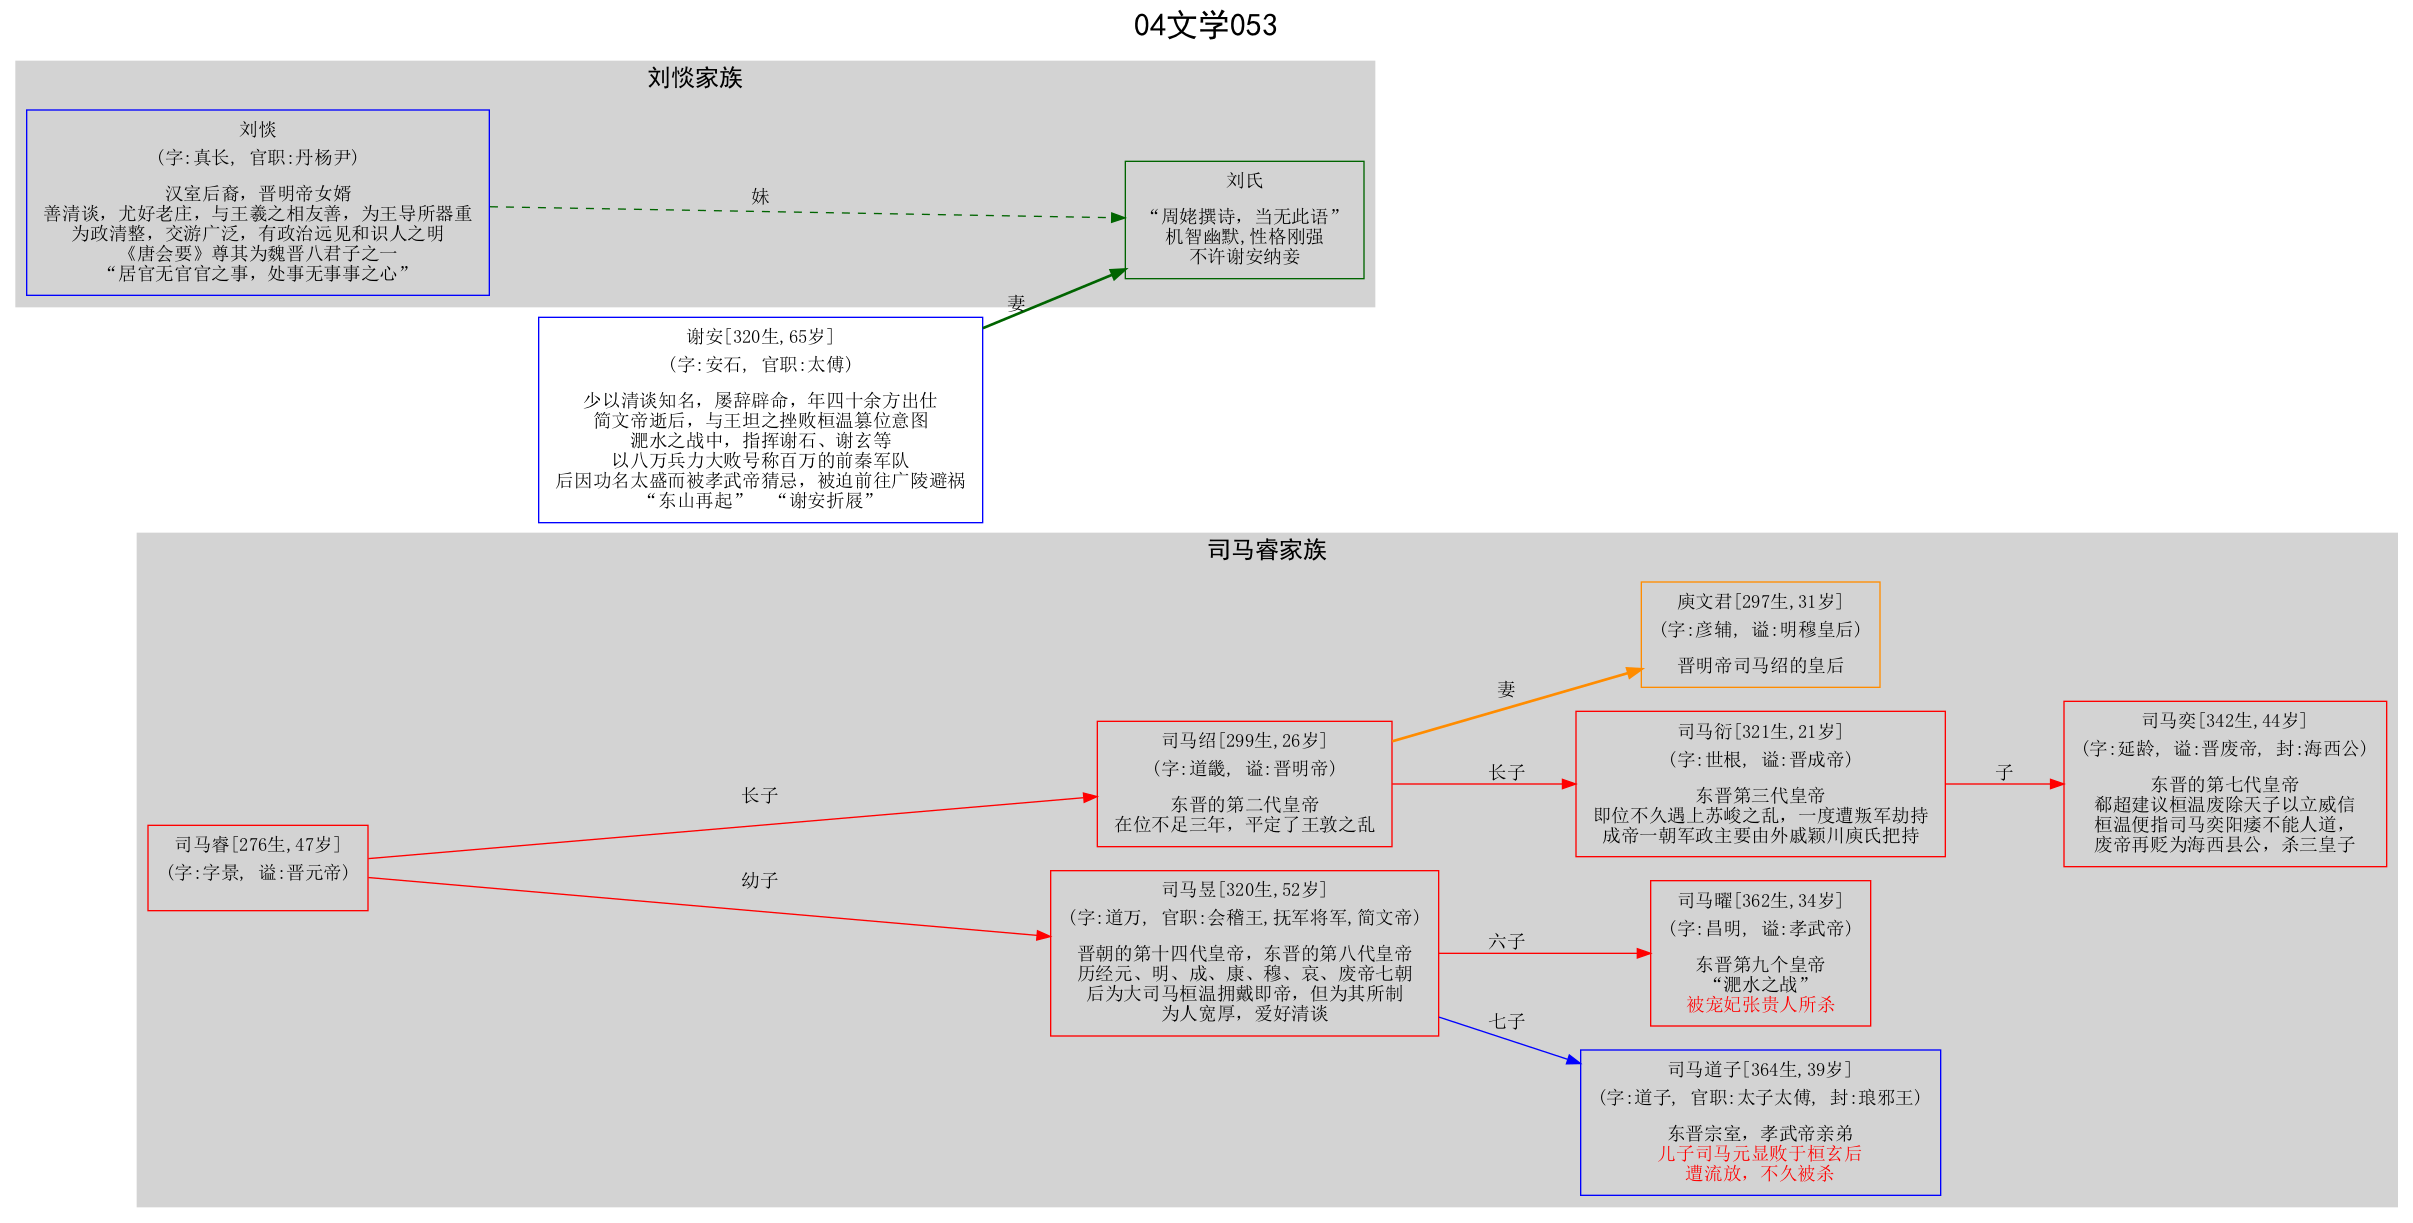 04文学053
刘惔家族
刘惔
(字:真长, 官职:丹杨尹)
汉室后裔，晋明帝女婿
善清谈，尤好老庄，与王羲之相友善，为王导所器重
为政清整，交游广泛，有政治远见和识人之明
《唐会要》尊其为魏晋八君子之一
“居官无官官之事，处事无事事之心”
妹
刘氏
“周姥撰诗，当无此语”
机智幽默,性格刚强
不许谢安纳妾
妻
谢安[320生,65岁]
(字:安石, 官职:太傅)
少以清谈知名，屡辞辟命，年四十余方出仕
简文帝逝后，与王坦之挫败桓温篡位意图
淝水之战中，指挥谢石、谢玄等
以八万兵力大败号称百万的前秦军队
后因功名太盛而被孝武帝猜忌，被迫前往广陵避祸
“东山再起” “谢安折屐”
司马睿家族
司马睿[276生,47岁]
(字:字景, 谥:晋元帝)
长子
幼子
司马绍[299生,26岁]
(字:道畿, 谥:晋明帝)
东晋的第二代皇帝
在位不足三年，平定了王敦之乱
司马昱[320生,52岁]
(字:道万, 官职:会稽王,抚军将军,简文帝)
晋朝的第十四代皇帝，东晋的第八代皇帝
历经元、明、成、康、穆、哀、废帝七朝
后为大司马桓温拥戴即帝，但为其所制
为人宽厚，爱好清谈
妻
长子
六子
七子
庾文君[297生,31岁]
(字:彦辅, 谥:明穆皇后)
晋明帝司马绍的皇后
司马衍[321生,21岁]
(字:世根, 谥:晋成帝)
东晋第三代皇帝
即位不久遇上苏峻之乱，一度遭叛军劫持
成帝一朝军政主要由外戚颍川庾氏把持
子
司马奕[342生,44岁]
(字:延龄, 谥:晋废帝, 封:海西公)
东晋的第七代皇帝
郗超建议桓温废除天子以立威信
桓温便指司马奕阳痿不能人道，
废帝再贬为海西县公，杀三皇子
司马曜[362生,34岁]
(字:昌明, 谥:孝武帝)
东晋第九个皇帝
“淝水之战”
被宠妃张贵人所杀
司马道子[364生,39岁]
(字:道子, 官职:太子太傅, 封:琅邪王)
东晋宗室，孝武帝亲弟
儿子司马元显败于桓玄后
遭流放，不久被杀